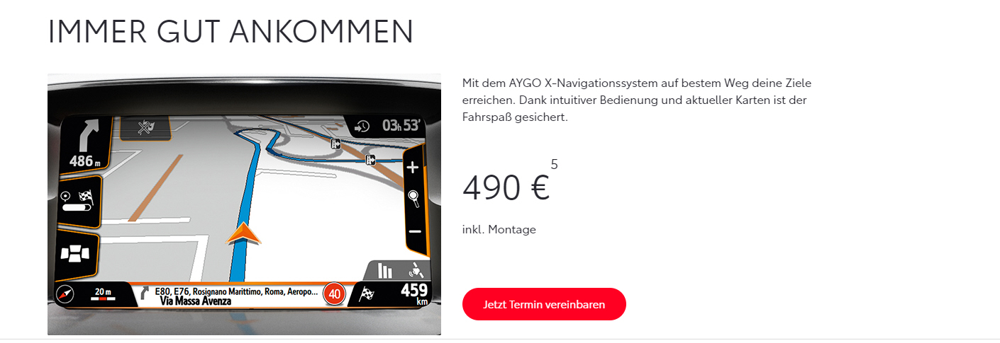 IMMER GUT ANKOMMEN
Mit dem AYGO X-Navigationssystem auf bestem Weg deine Ziele
erreichen. Dank intuitiver Bedienung und aktueller Karten ist der
Fahrspaß gesichert.
490 €5
inkl. Montage
Jetzt Termin vereinbaren
03h 53'
486 m
20 m
E80, E76, Rosignano Marittimo, Roma, Aeropo...
Via Massa Avenza
40
459
km